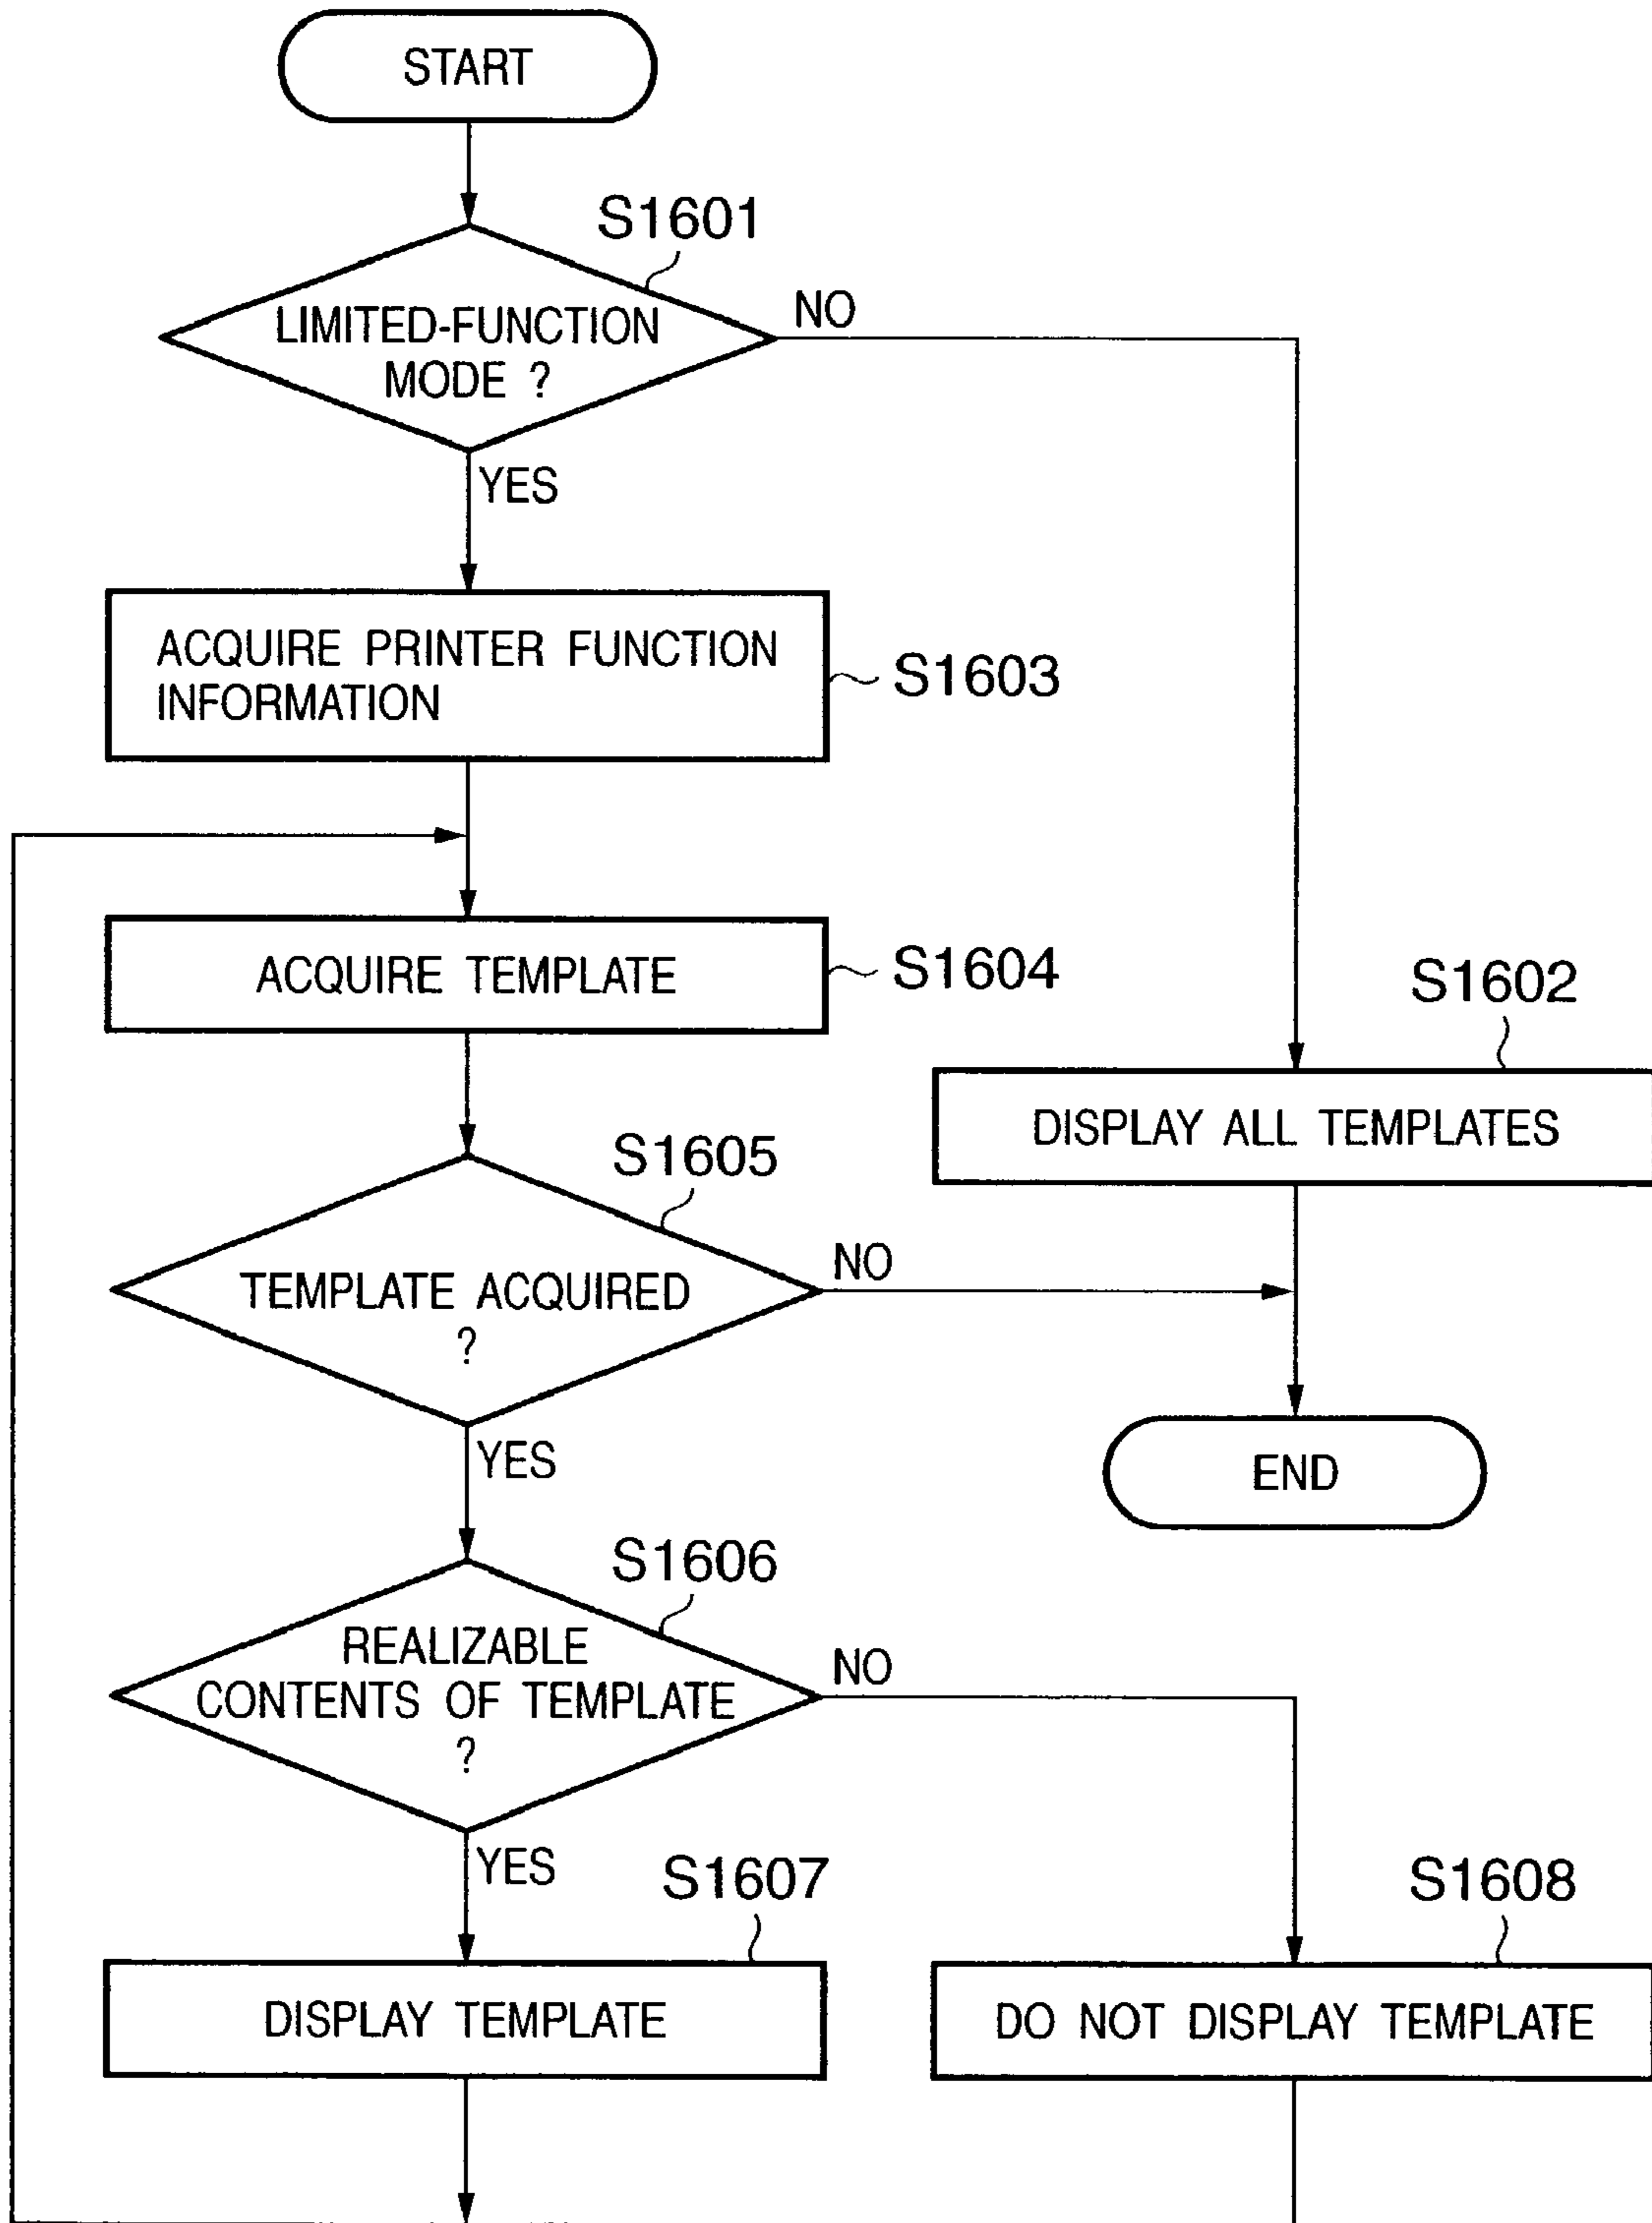 START
S1601
LIMITED-FUNCTION
MODE ?
NO
YES
ACQUIRE PRINTER FUNCTION
INFORMATION
S1603
ACQUIRE TEMPLATE
S1604
S1602
DISPLAY ALL TEMPLATES
S1605
TEMPLATE ACQUIRED
?
NO
YES
END
S1606
REALIZABLE
CONTENTS OF TEMPLATE
?
NO
YES
S1607
DISPLAY TEMPLATE
S1608
DO NOT DISPLAY TEMPLATE